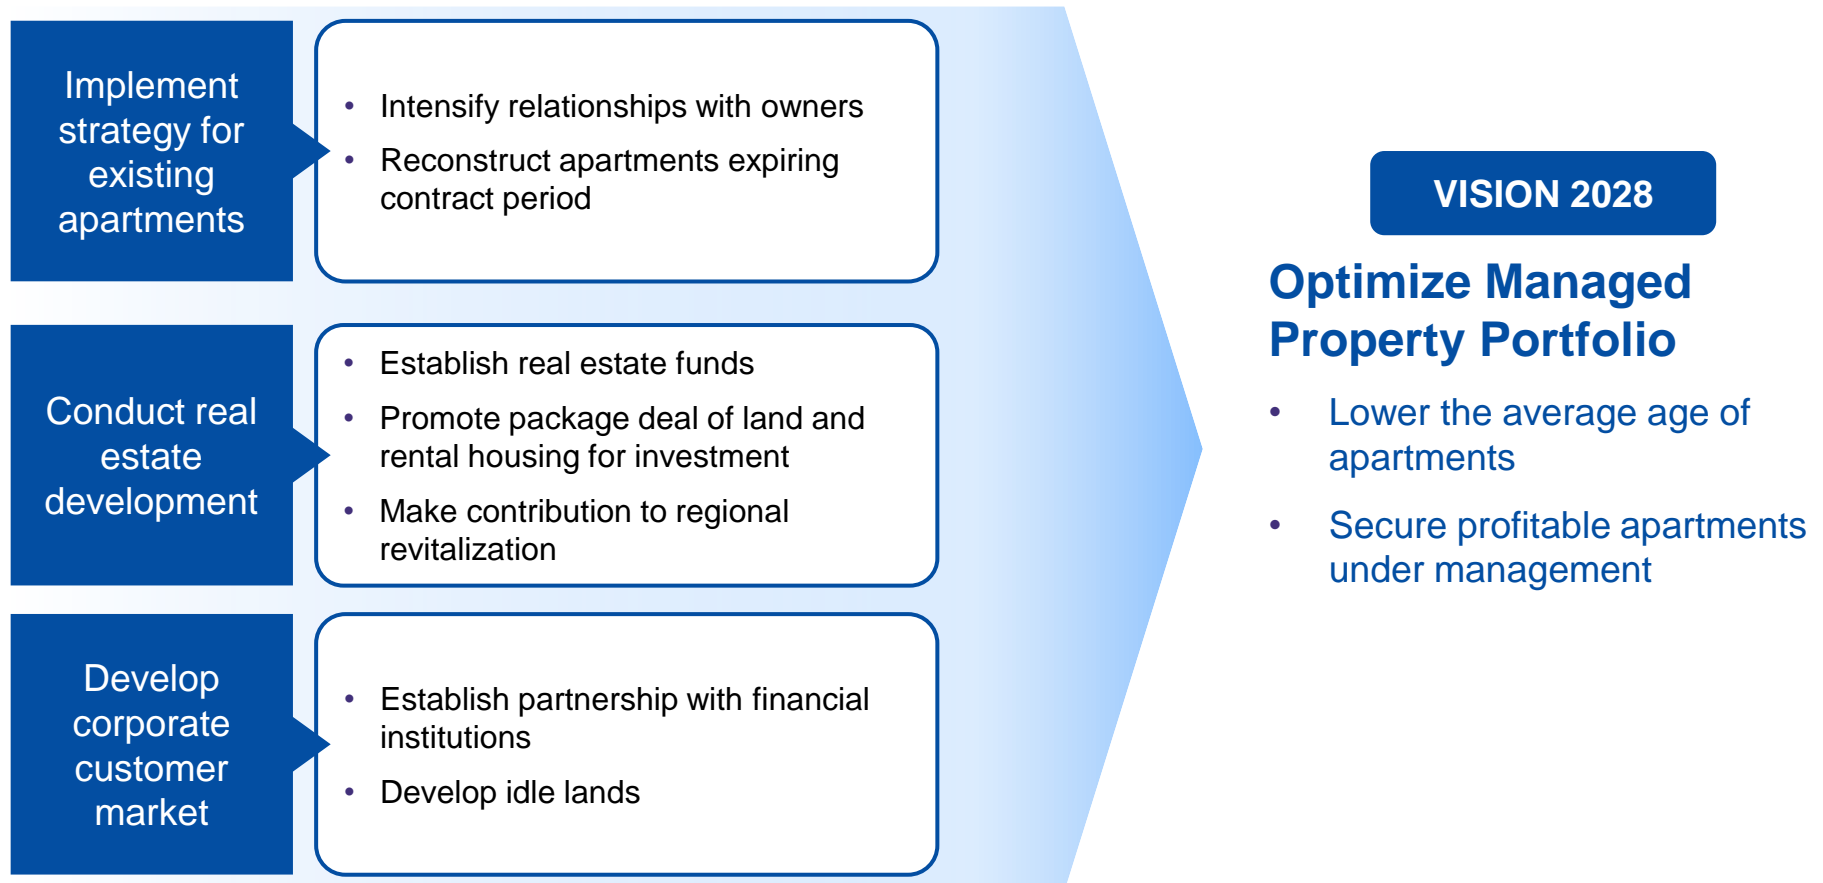 Implement
strategy for
existing
apartments
• Intensify relationships with owners
• Reconstruct apartments expiring
contract period
Conduct real
estate
development
• Establish real estate funds
• Promote package deal of land and
rental housing for investment
• Make contribution to regional
revitalization
Develop
corporate
customer
market
• Establish partnership with financial
institutions
• Develop idle lands
VISION 2028
Optimize Managed
Property Portfolio
• Lower the average age of
apartments
• Secure profitable apartments
under management